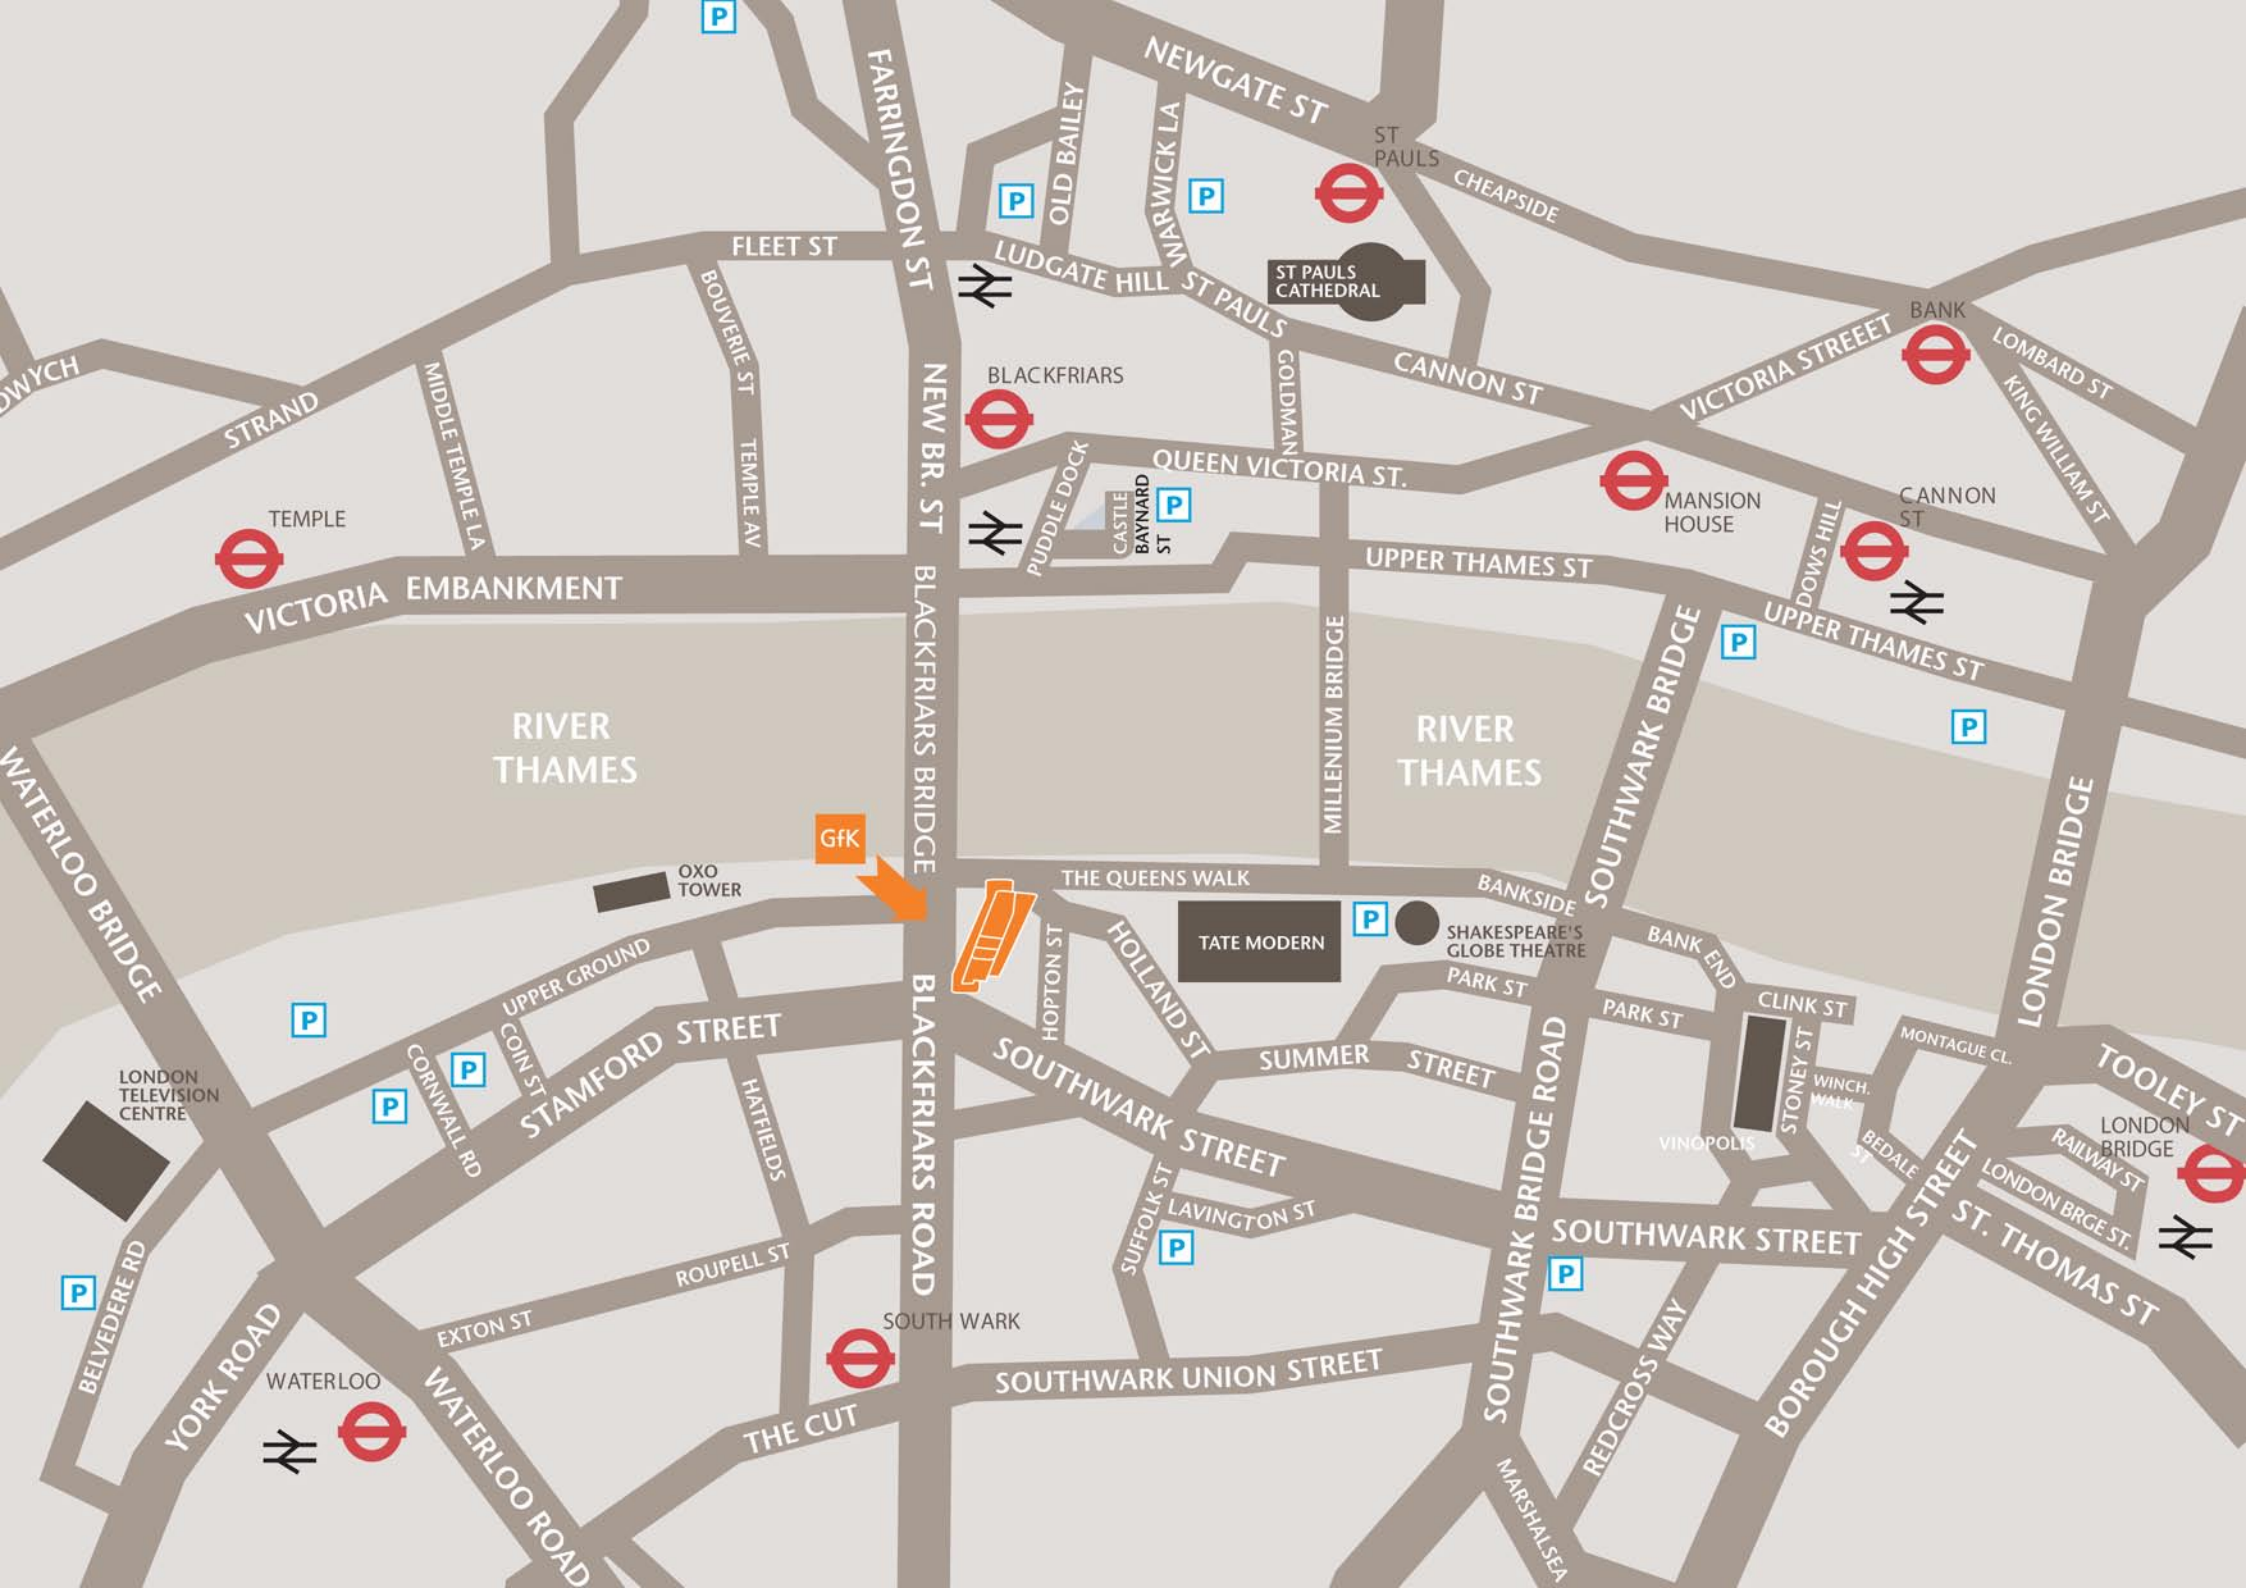 P
FARRINGDON ST
NEWGATE ST
OLD BAILEY
WARWICK LA
ST
PAULS
P
P
CHEAPSIDE
FLEET ST
LUDGATE HILL
ST PAULS
ST PAULS
CATHEDRAL
BOUVERIE ST
BANK
LOMBARD ST
VICTORIA STREEET
KING WILLIAM ST
DWYCH
STRAND
MIDDLE TEMPLE LA
NEW BR. ST
BLACKFRIARS
GOLDMAN
CANNON ST
TEMPLE AV
PUDDLE DOCK
QUEEN VICTORIA ST.
CASTLE
BAYNARD
ST
P
MANSION
HOUSE
CANNON
ST
DOWS HILL
TEMPLE
VICTORIA EMBANKMENT
UPPER THAMES ST
UPPER THAMES ST
P
P
BLACKFRIARS BRIDGE
MILLENIUM BRIDGE
SOUTHWARK BRIDGE
LONDON BRIDGE
WATERLOO BRIDGE
RIVER
THAMES
RIVER
THAMES
GfK
OXO
TOWER
THE QUEENS WALK
BANKSIDE
TATE MODERN
P
SHAKESPEARE'S
GLOBE THEATRE
BANK END
HOPTON ST
HOLLAND ST
UPPER GROUND
PARK ST
PARK ST
CLINK ST
P
COIN ST
CORNWALL RD
P
P
STAMFORD STREET
SUMMER STREET
SOUTHWARK STREET
STONEY ST
WINCH.
WALK
MONTAGUE CL.
TOOLEY ST
LONDON
TELEVISION
CENTRE
HATFIELDS
BLACKFRIARS ROAD
SOUTHWARK BRIDGE ROAD
VINOPOLIS
BEDALE
ST
LONDON
BRIDGE
RAILWAY ST
LONDON BRGE ST.
ST. THOMAS ST
BOROUGH HIGH STREET
SUFFOLK ST
LAVINGTON ST
P
SOUTHWARK STREET
P
P
BELVEDERE RD
YORK ROAD
EXTON ST
ROUPELL ST
SOUTH WARK
WATERLOO
WATERLOO ROAD
THE CUT
SOUTHWARK UNION STREET
REDCROSS WAY
MARSHALSEA